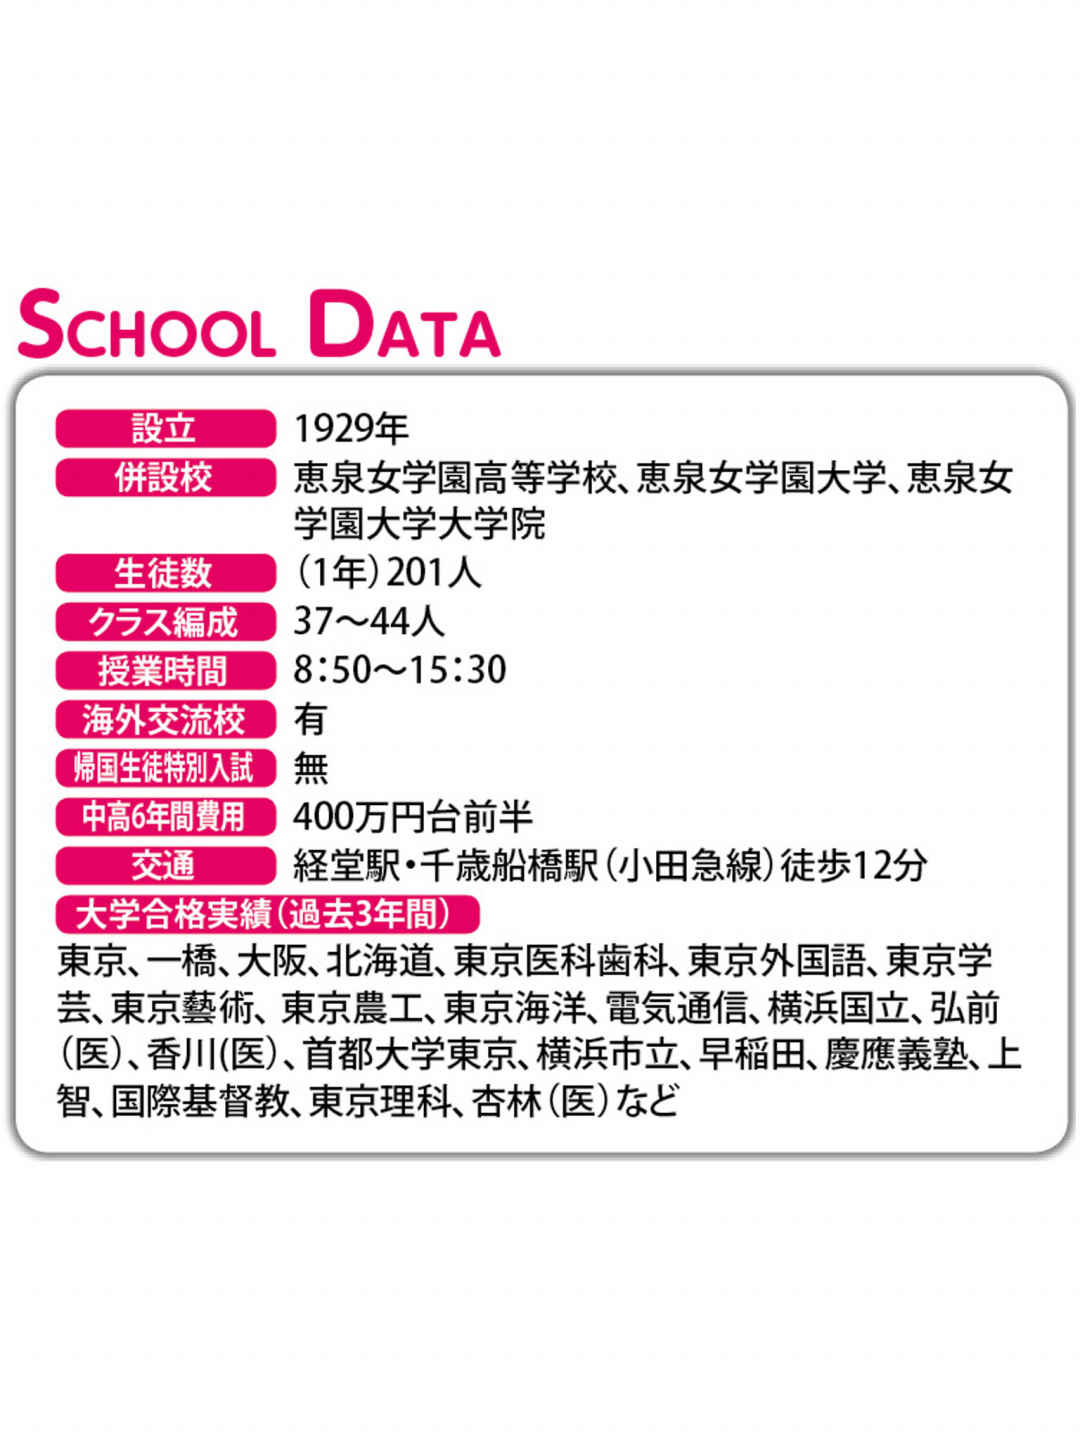 SCHOOL DATA
設立 1929年
併設校 恵泉女学園高等学校、恵泉女学園大学、恵泉女
学園大学大学院
生徒数 （1年）201人
クラス編成 37〜44人
授業時間 8：50〜15：30
海外交流校 有
帰国生徒特別入試 無
中高6年間費用 400万円台前半
交通 経堂駅・千歳船橋駅（小田急線）徒歩12分
大学合格実績（過去3年間）
東京、一橋、大阪、北海道、東京医科歯科、東京外国語、東京学
芸、東京藝術、東京農工、東京海洋、電気通信、横浜国立、弘前
（医）、香川(医）、首都大学東京、横浜市立、早稲田、慶應義塾、上
智、国際基督教、東京理科、杏林（医）など